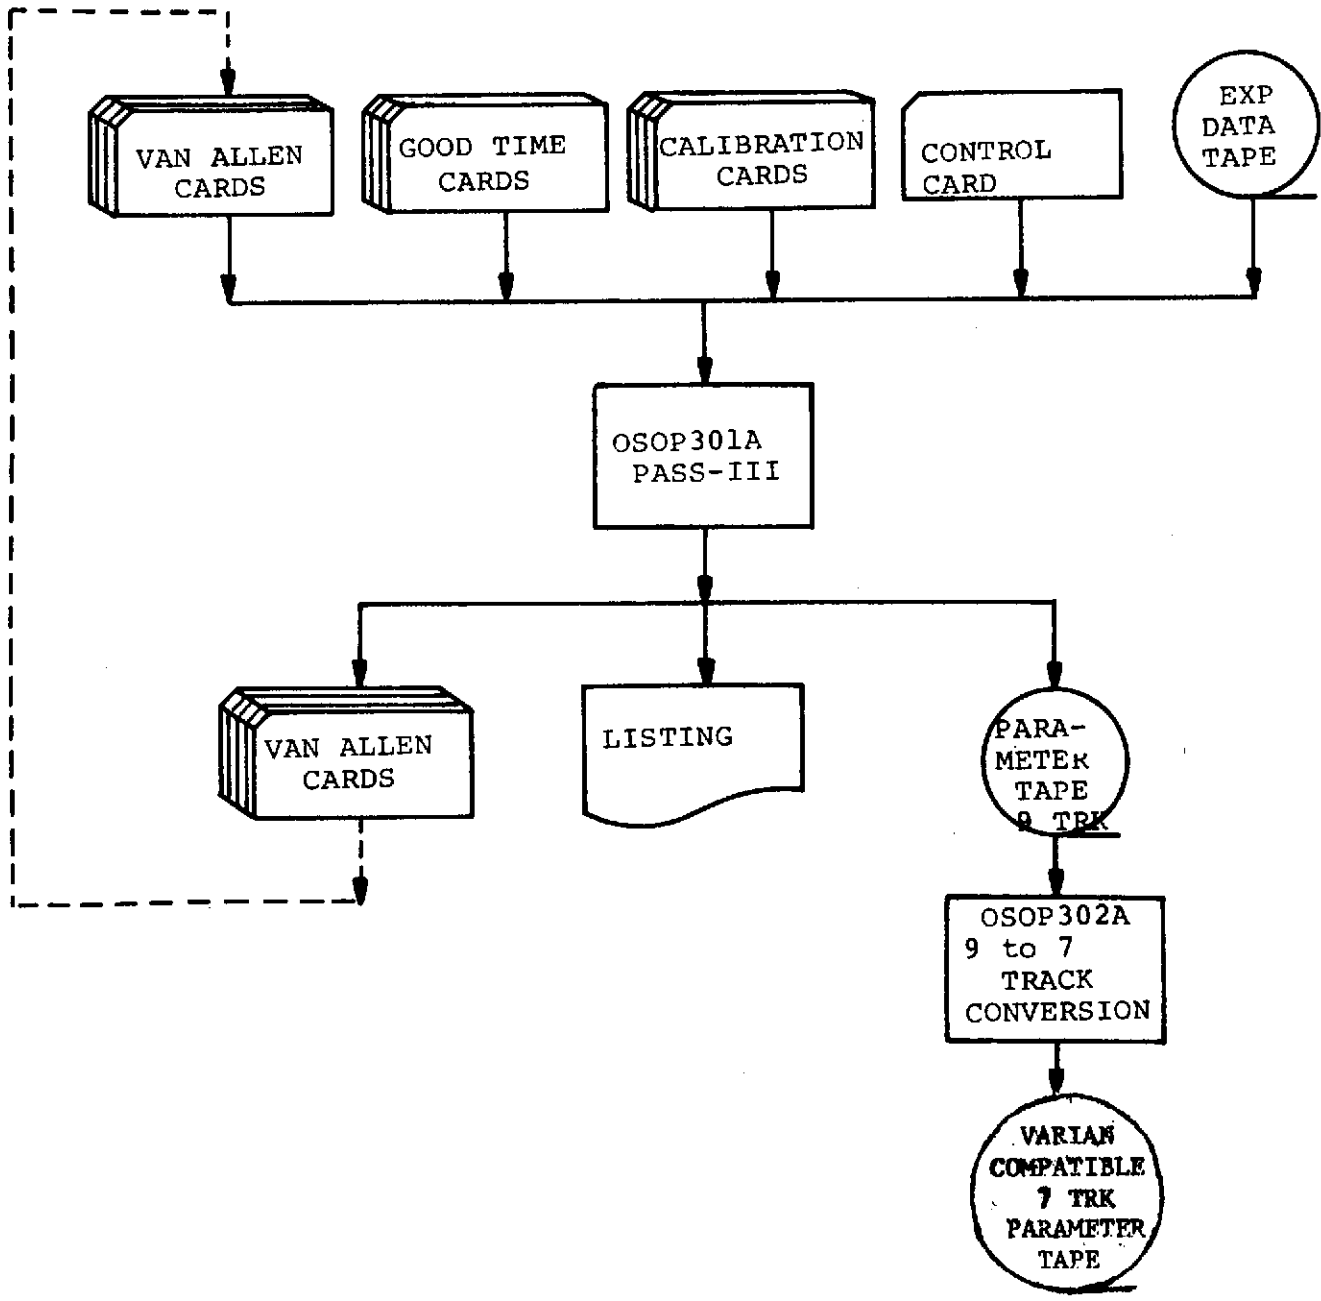 VAN ALLEN
CARDS
GOOD TIME
CARDS
CALIBRATION
CARDS
CONTROL
CARD
EXP
DATA
TAPE
OSOP301A
PASS-III
VAN ALLEN
CARDS
LISTING
PARA-
METER
TAPE
9 TRK
OSOP302A
9 to 7
TRACK
CONVERSION
VARIAN
COMPATIBLE
7 TRK
PARAMETER
TAPE